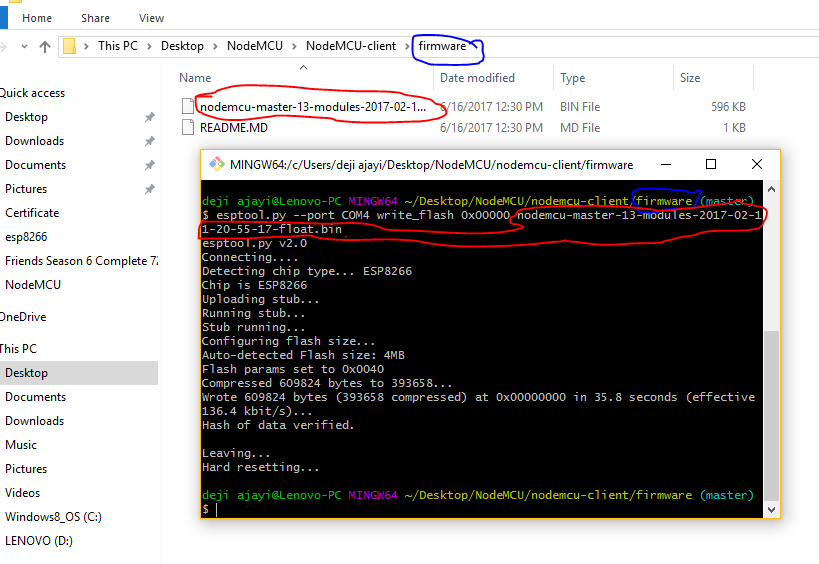 Home Share View
This PC > Desktop > NodeMCU > NodeMCU-client > firmware
Name Date modified Type Size
nodemcu-master-13-modules-2017-02-1... 6/16/2017 12:30 PM BIN File 596 KB
README.MD 6/16/2017 12:30 PM MD File 1 KB
Quick access
Desktop
Downloads
Documents
Pictures
Certificate
esp8266
Friends Season 6 Complete 72
NodeMCU
OneDrive
This PC
Desktop
Documents
Downloads
Music
Pictures
Videos
Windows8_OS (C:)
LENOVO (D:)
MINGW64:/c/Users/deji ajayi/Desktop/NodeMCU/nodemcu-client/firmware
deji ajayi@Lenovo-PC MINGW64 ~/Desktop/NodeMCU/nodemcu-client/firmware (master)
$ esptool.py --port COM4 write_flash 0x00000 nodemcu-master-13-modules-2017-02-1
1-20-55-17-float.bin
esptool.py v2.0
Connecting....
Detecting chip type... ESP8266
Chip is ESP8266
Uploading stub...
Running stub...
Stub running...
Configuring flash size...
Auto-detected Flash size: 4MB
Flash params set to 0x0040
Compressed 609824 bytes to 393658...
Wrote 609824 bytes (393658 compressed) at 0x00000000 in 35.8 seconds (effective
136.4 kbit/s)...
Hash of data verified.
Leaving...
Hard resetting...
deji ajayi@Lenovo-PC MINGW64 ~/Desktop/NodeMCU/nodemcu-client/firmware (master)
$